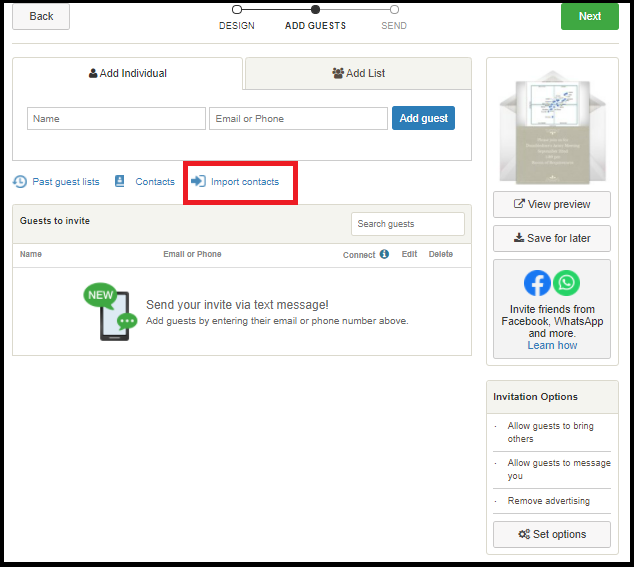 Back
DESIGN
ADD GUESTS
SEND
Next
Add Individual
Add List
Name
Email or Phone
Add guest
Past guest lists
Contacts
Import contacts
Guests to invite
Search guests
Name
Email or Phone
Connect
Edit
Delete
NEW
Send your invite via text message!
Add guests by entering their email or phone number above.
View preview
Save for later
Invite friends from
Facebook, WhatsApp
and more.
Learn how
Invitation Options
Allow guests to bring
others
Allow guests to message
you
Remove advertising
Set options